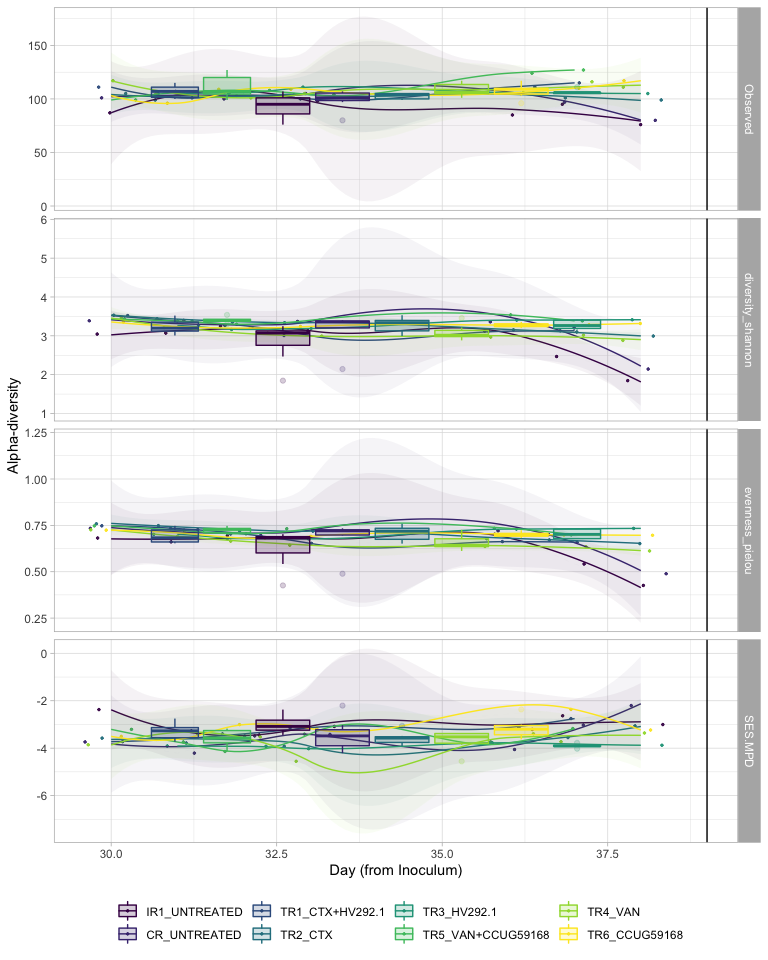 Alpha-diversity
150
100
50
0
Observed
6
5
4
3
2
1
diversity_shannon
1.25
1.00
0.75
0.50
0.25
evenness_pielou
0
-2
-4
-6
SES.MPD
30.0 32.5 35.0 37.5
Day (from Inoculum)
IR1_UNTREATED TR1_CTX+HV292.1 TR3_HV292.1 TR4_VAN
CR_UNTREATED TR2_CTX TR5_VAN+CCUG59168 TR6_CCUG59168